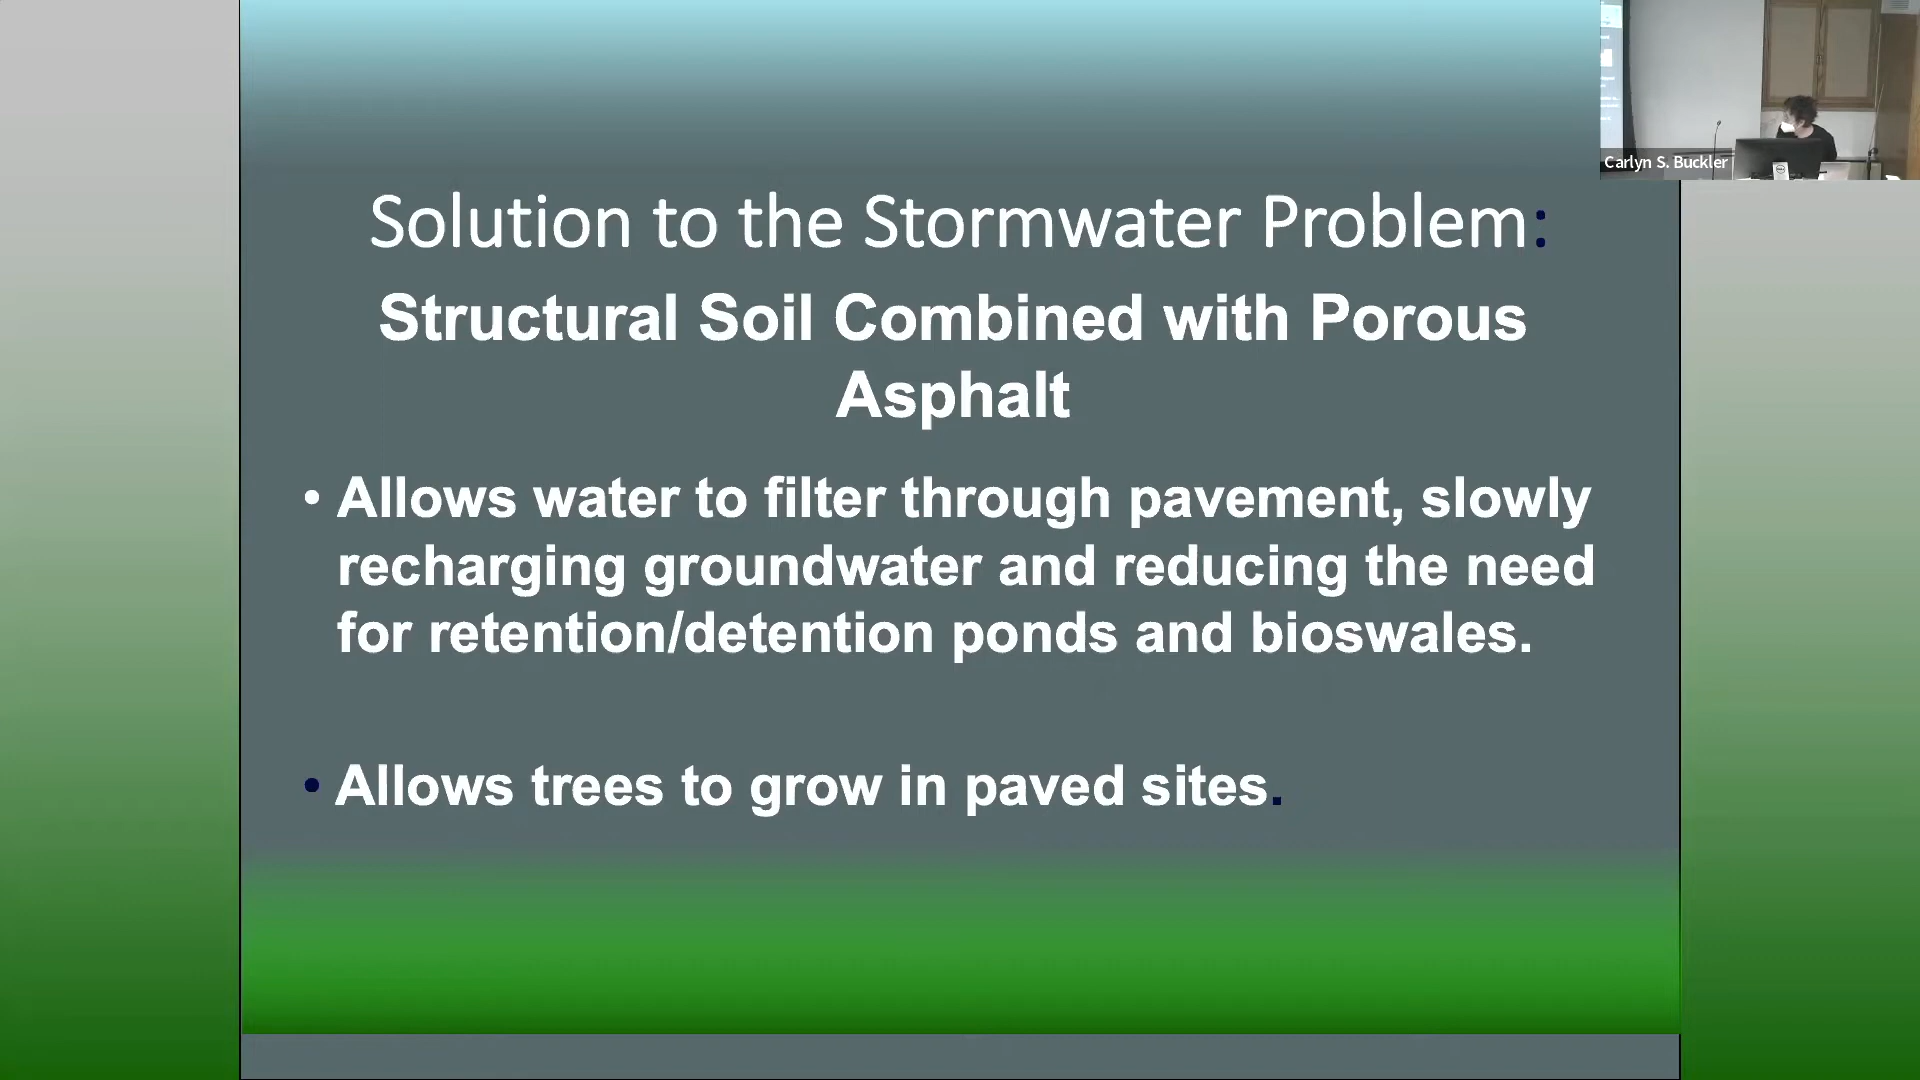 Carlyn S. Buckler
Solution to the Stormwater Problem:
Structural Soil Combined with Porous
Asphalt
• Allows water to filter through pavement, slowly
recharging groundwater and reducing the need
for retention/detention ponds and bioswales.
• Allows trees to grow in paved sites.